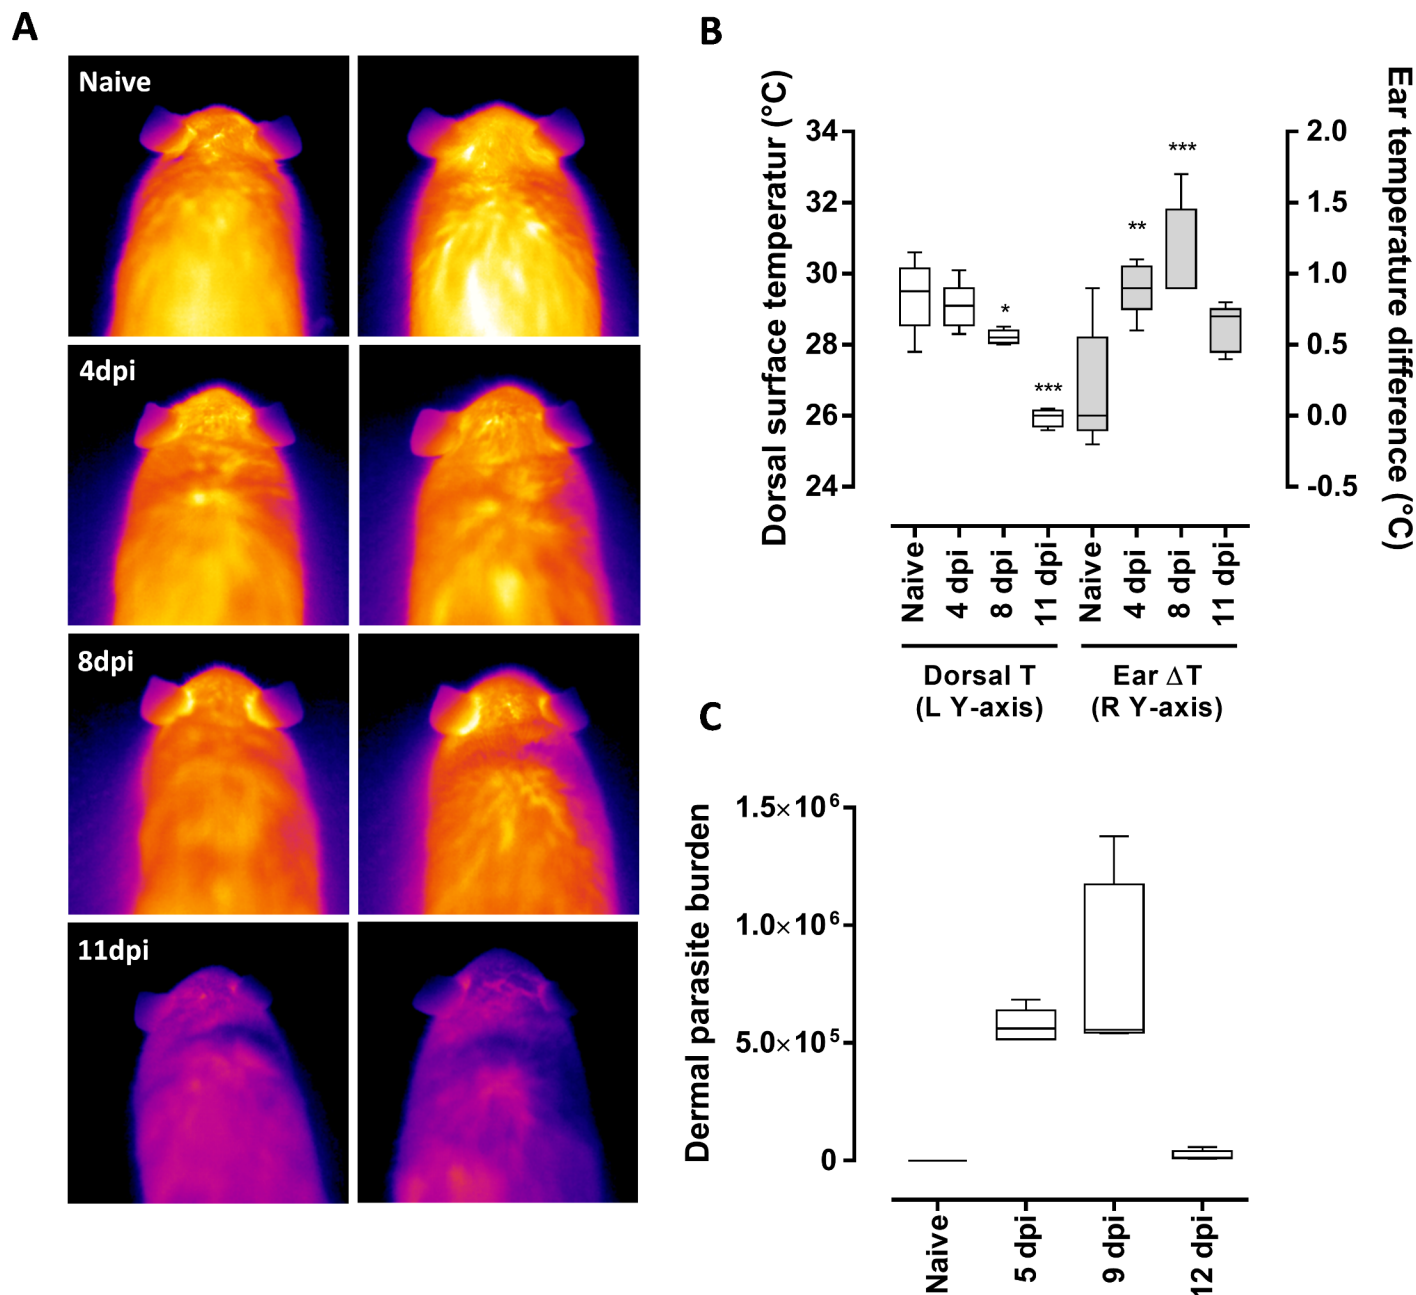 A
Naive
4dpi
8dpi
11dpi
B
Dorsal surface temperatur (°C)
34
32
30
28
26
24
*
***
**
***
2.0
1.5
1.0
0.5
0.0
-0.5
Ear temperature difference (°C)
Naive
4 dpi
8 dpi
11 dpi
Naive
4 dpi
8 dpi
11 dpi
Dorsal T
(L Y-axis)
Ear ΔT
(R Y-axis)
C
Dermal parasite burden
1.5×10⁶
1.0×10⁶
5.0×10⁵
0
Naive
5 dpi
9 dpi
12 dpi